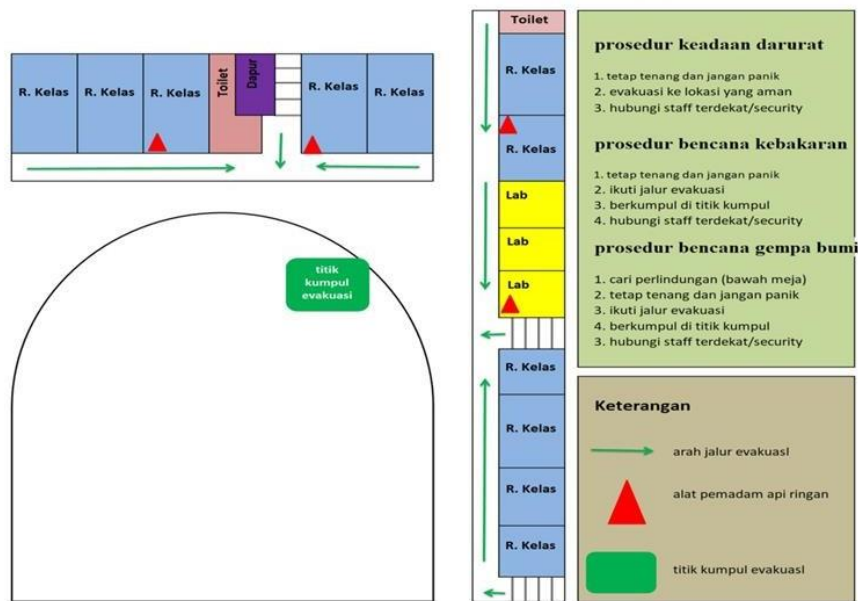 R. Kelas
R. Kelas
R. Kelas
Toilet
Dapur
R. Kelas
R. Kelas
titik
kumpul
evakuasi
Toilet
R. Kelas
R. Kelas
Lab
Lab
Lab
R. Kelas
R. Kelas
R. Kelas
R. Kelas
prosedur keadaan darurat
1. tetap tenang dan jangan panik
2. evakuasi ke lokasi yang aman
3. hubungi staff terdekat/security
prosedur bencana kebakaran
1. tetap tenang dan jangan panik
2. ikuti jalur evakuasi
3. berkumpul di titik kumpul
4. hubungi staff terdekat/security
prosedur bencana gempa bumi
1. cari perlindungan (bawah meja)
2. tetap tenang dan jangan panik
3. ikuti jalur evakuasi
4. berkumpul di titik kumpul
3. hubungi staff terdekat/security
Keterangan
arah jalur evakuasI
alat pemadam api ringan
titik kumpul evakuasI